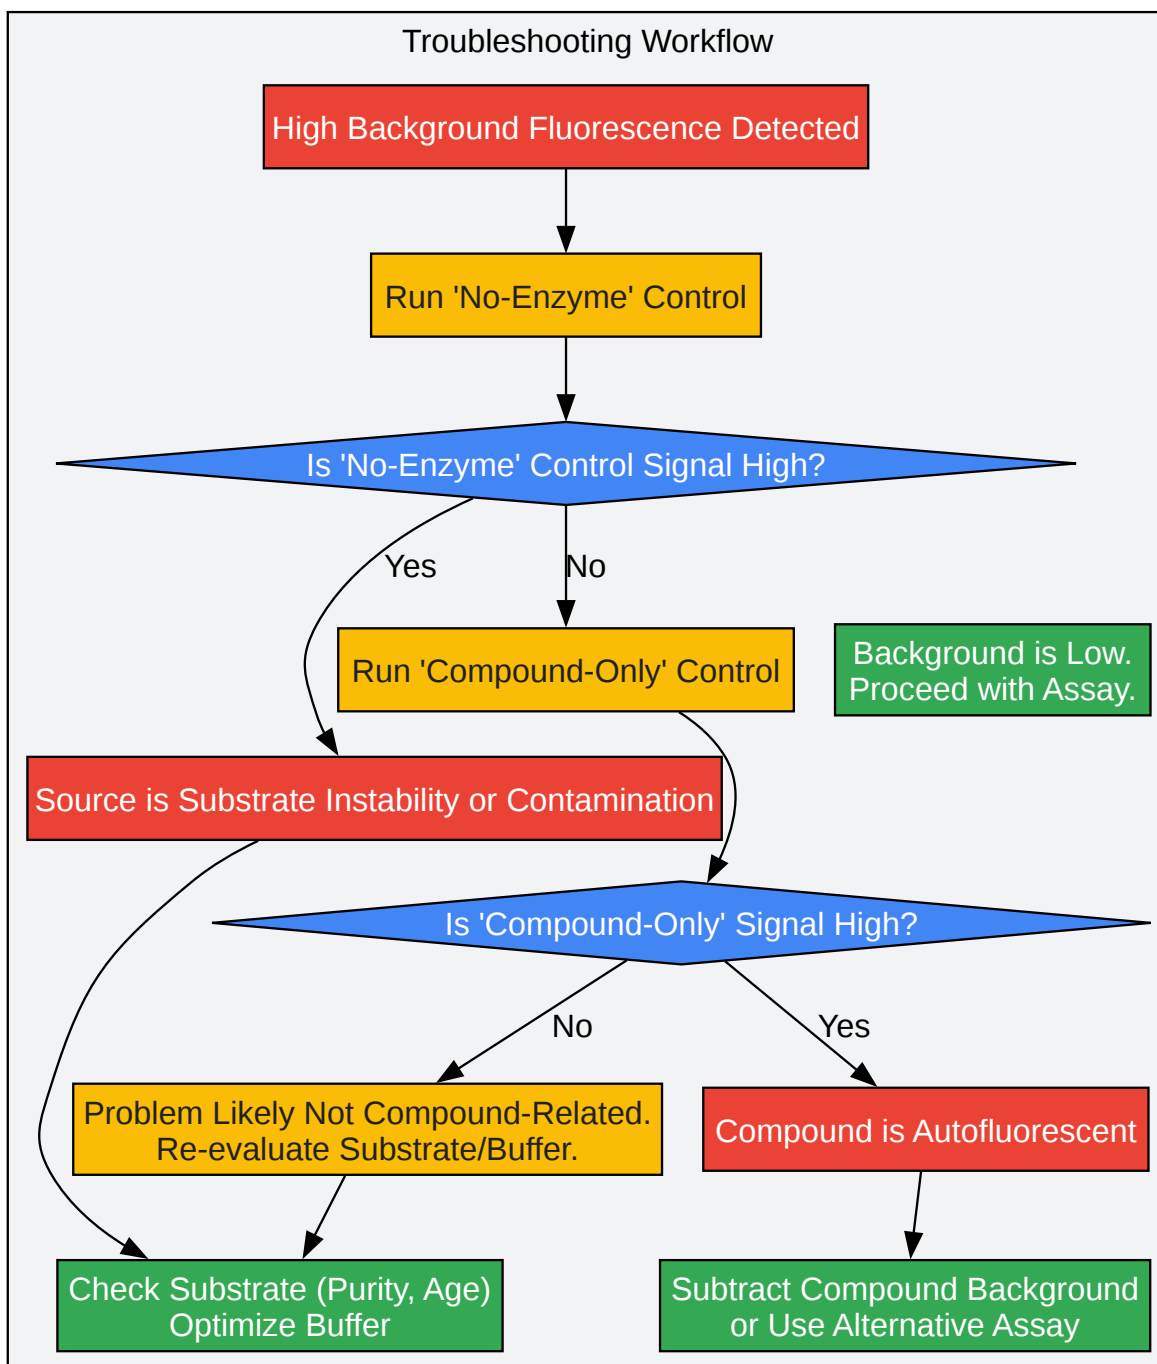 Troubleshooting Workflow
High Background Fluorescence Detected
Run 'No-Enzyme' Control
Is 'No-Enzyme' Control Signal High?
Yes
No
Run 'Compound-Only' Control
Background is Low.
Proceed with Assay.
Source is Substrate Instability or Contamination
Is 'Compound-Only' Signal High?
No
Yes
Problem Likely Not Compound-Related.
Re-evaluate Substrate/Buffer.
Compound is Autofluorescent
Check Substrate (Purity, Age)
Optimize Buffer
Subtract Compound Background
or Use Alternative Assay